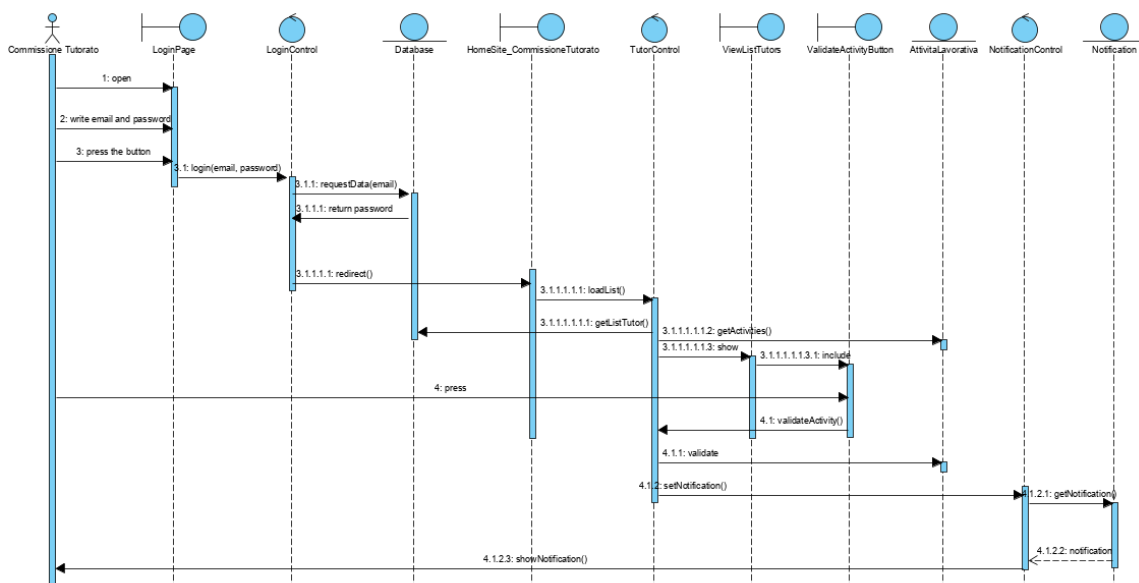 Commissione Tutorato
LoginPage
LoginControl
Database
HomeSite_CommissioneTutorato
TutorControl
ViewListTutors
ValidateActivityButton
AttivitaLavorativa
NotificationControl
Notification
1: open
2: write email and password
3: press the button
3.1: login(email, password)
3.1.1: requestData(email)
3.1.1.1: return password
3.1.1.1.1: redirect()
3.1.1.1.1.1: loadList()
3.1.1.1.1.1.1: getListTutor()
3.1.1.1.1.1.2: getActivities()
3.1.1.1.1.1.3: show
3.1.1.1.1.1.3.1: include
4: press
4.1: validateActivity()
4.1.1: validate
4.1.2: setNotification()
4.1.2.1: getNotification()
4.1.2.2: notification
4.1.2.3: showNotification()